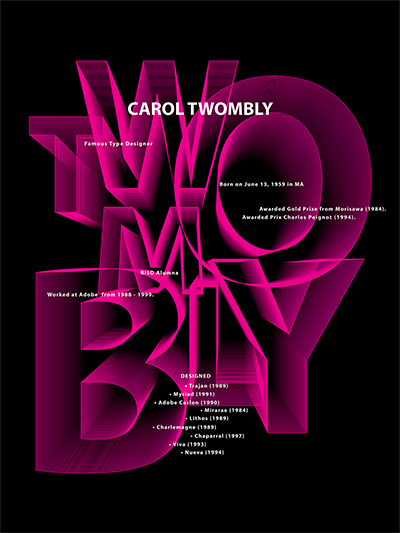 TWOMBLY
CAROL TWOMBLY
Famous Type Designer
Born on June 13, 1959 in MA
Awarded Gold Prize from Morisawa (1984).
Awarded Prix Charles Peignot (1994).
RISD Alumna
Worked at Adobe from 1988 - 1999.
DESIGNED
• Trajan (1989)
• Myriad (1991)
• Adobe Caslon (1990)
• Mirarae (1984)
• Lithos (1989)
• Charlemagne (1989)
• Chaparral (1997)
• Viva (1993)
• Nueva (1994)